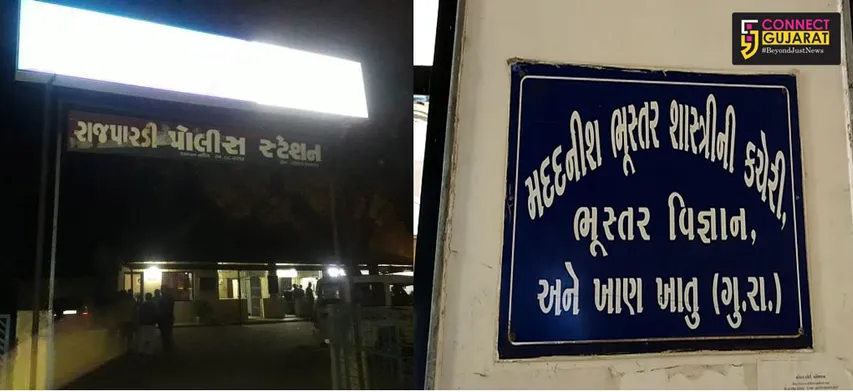 રાજપારડી પોલીસ સ્ટેશન
CONNECT
GUJARAT
#BeyondJustNews
મદદનીશ ભૂસ્તર શાસ્ત્રીની કચેરી,
ભૂસ્તર વિજ્ઞાન,
અને ખાણ ખાતુ (ગુ.રા.)